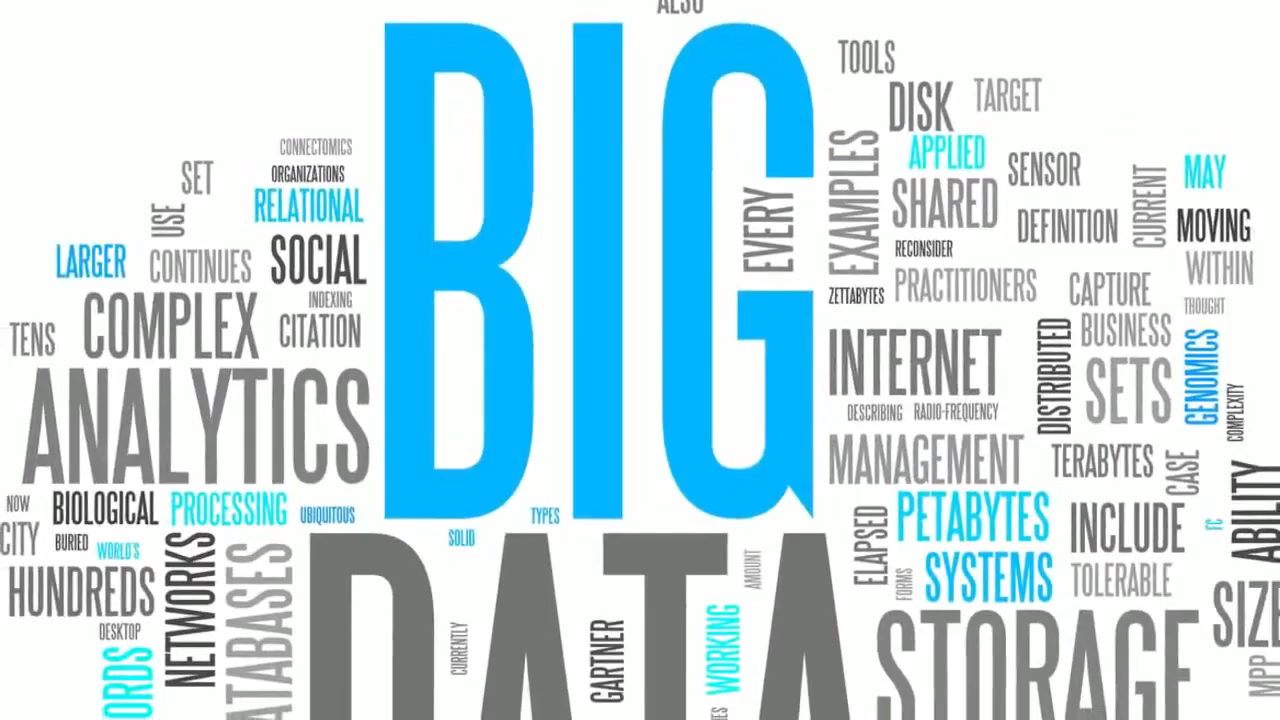 ALSO
BIG
DATA
TOOLS
DISK
TARGET
APPLIED
EXAMPLES
SHARED
SENSOR
DEFINITION
CURRENT
MAY
MOVING
WITHIN
THOUGHT
EVERY
RECONSIDER
ZETTABYTES
PRACTITIONERS
CAPTURE
BUSINESS
SETS
DISTRIBUTED
GENOMICS
COMPLEXITY
INTERNET
DESCRIBING
RADIO-FREQUENCY
MANAGEMENT
TERABYTES
CASE
ABILITY
PETABYTES
SYSTEMS
INCLUDE
TOLERABLE
FC
ELAPSED
FORMS
STORAGE
SIZE
MPP
CONNECTOMICS
ORGANIZATIONS
RELATIONAL
SET
USE
LARGER
CONTINUES
SOCIAL
INDEXING
CITATION
COMPLEX
TENS
ANALYTICS
NOW
BIOLOGICAL
PROCESSING
UBIQUITOUS
CITY
BURIED
WORLD'S
HUNDREDS
DESKTOP
NETWORKS
ATABASES
ORDS
SOLID
TYPES
CURRENTLY
GARTNER
WORKING
AMOUNT